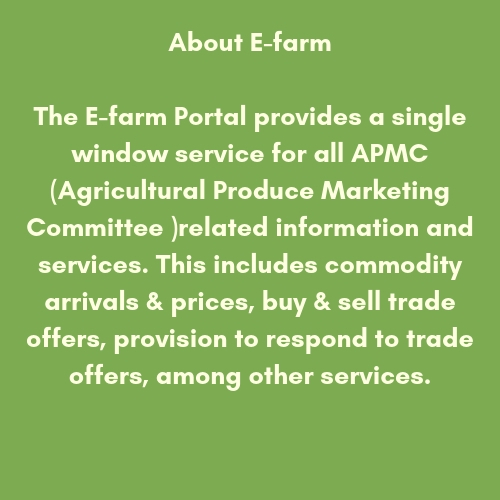 About E-farm
The E-farm Portal provides a single
window service for all APMC
(Agricultural Produce Marketing
Committee )related information and
services. This includes commodity
arrivals & prices, buy & sell trade
offers, provision to respond to trade
offers, among other services.